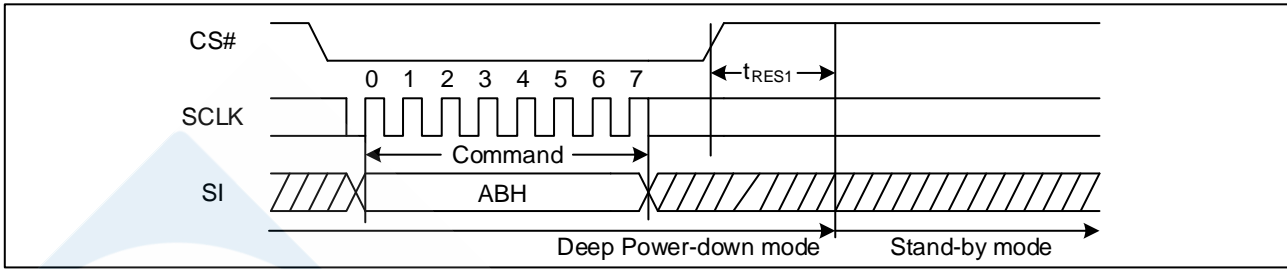 CS#
tRES1
0 1 2 3 4 5 6 7
SCLK
Command
SI
ABH
Deep Power-down mode Stand-by mode